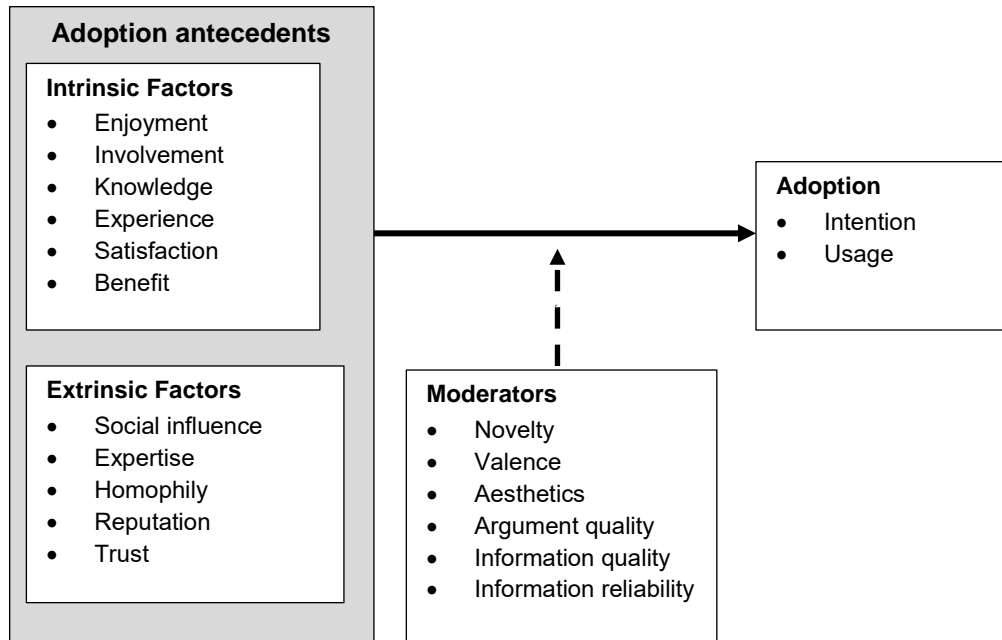 Adoption antecedents
Intrinsic Factors
• Enjoyment
• Involvement
• Knowledge
• Experience
• Satisfaction
• Benefit
Extrinsic Factors
• Social influence
• Expertise
• Homophily
• Reputation
• Trust
Moderators
• Novelty
• Valence
• Aesthetics
• Argument quality
• Information quality
• Information reliability
Adoption
• Intention
• Usage